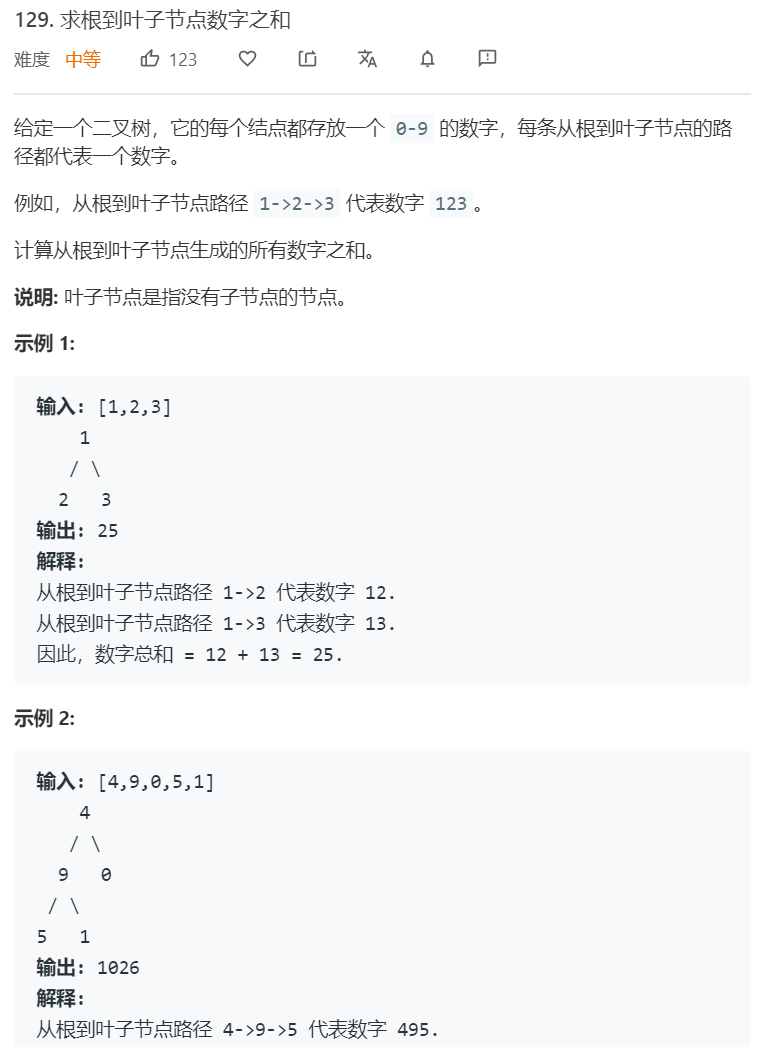 129. 求根到叶子节点数字之和
难度 中等 123
给定一个二叉树，它的每个结点都存放一个 0-9 的数字，每条从根到叶子节点的路
径都代表一个数字。
例如，从根到叶子节点路径 1->2->3 代表数字 123 。
计算从根到叶子节点生成的所有数字之和。
说明: 叶子节点是指没有子节点的节点。
示例 1:
输入: [1,2,3]
1
/ \
2 3
输出: 25
解释:
从根到叶子节点路径 1->2 代表数字 12.
从根到叶子节点路径 1->3 代表数字 13.
因此，数字总和 = 12 + 13 = 25.
示例 2:
输入: [4,9,0,5,1]
4
/ \
9 0
/ \
5 1
输出: 1026
解释:
从根到叶子节点路径 4->9->5 代表数字 495.